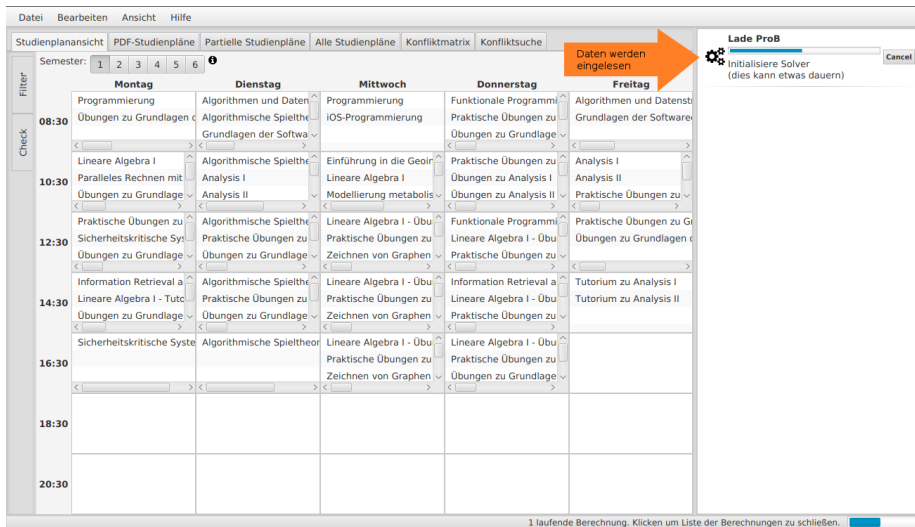 Datei Bearbeiten Ansicht Hilfe
Studienplanansicht PDF-Studienpläne Partielle Studienpläne Alle Studienpläne Konfliktmatrix Konfliktsuche
Filter
Check
Semester: 1 2 3 4 5 6
Montag Dienstag Mittwoch Donnerstag Freitag
08:30
Programmierung
Übungen zu Grundlagen d
Algorithmen und Daten
Algorithmische Spielthe
Grundlagen der Softwa
Programmierung
iOS-Programmierung
Funktionale Programmi
Praktische Übungen zu
Übungen zu Grundlage
Algorithmen und Datenst
Grundlagen der Software
10:30
Lineare Algebra I
Paralleles Rechnen mit
Übungen zu Grundlage
Algorithmische Spielthe
Analysis I
Analysis II
Einführung in die Geoin
Lineare Algebra I
Modellierung metabolis
Praktische Übungen zu
Übungen zu Analysis I
Übungen zu Analysis II
Analysis I
Analysis II
Praktische Übungen zu
12:30
Praktische Übungen zu
Sicherheitskritische Sys
Übungen zu Grundlage
Algorithmische Spielthe
Praktische Übungen zu
Übungen zu Grundlage
Lineare Algebra I - Übu
Praktische Übungen zu
Zeichnen von Graphen
Funktionale Programmi
Lineare Algebra I - Übu
Praktische Übungen zu
Praktische Übungen zu Gr
Übungen zu Grundlagen d
14:30
Information Retrieval a
Lineare Algebra I - Tuto
Übungen zu Grundlage
Algorithmische Spielthe
Praktische Übungen zu
Übungen zu Grundlage
Lineare Algebra I - Übu
Praktische Übungen zu
Zeichnen von Graphen
Information Retrieval a
Lineare Algebra I - Übu
Praktische Übungen zu
Tutorium zu Analysis I
Tutorium zu Analysis II
16:30
Sicherheitskritische Syste
Algorithmische Spieltheor
Lineare Algebra I - Übu
Praktische Übungen zu
Zeichnen von Graphen
Lineare Algebra I - Übu
Praktische Übungen zu
Übungen zu Grundlage
18:30
20:30
Daten werden
eingelesen
Lade ProB
Cancel
Initialisiere Solver
(dies kann etwas dauern)
1 laufende Berechnung. Klicken um Liste der Berechnungen zu schließen.